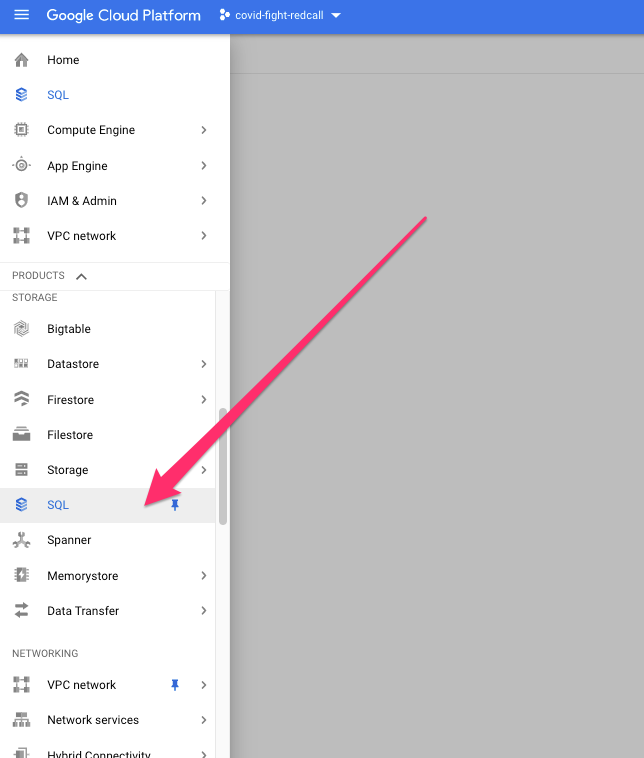 Google Cloud Platform covid-fight-redcall
Home
SQL
Compute Engine
App Engine
IAM & Admin
VPC network
PRODUCTS
STORAGE
Bigtable
Datastore
Firestore
Filestore
Storage
SQL
Spanner
Memorystore
Data Transfer
NETWORKING
VPC network
Network services
Hybrid Connectivity